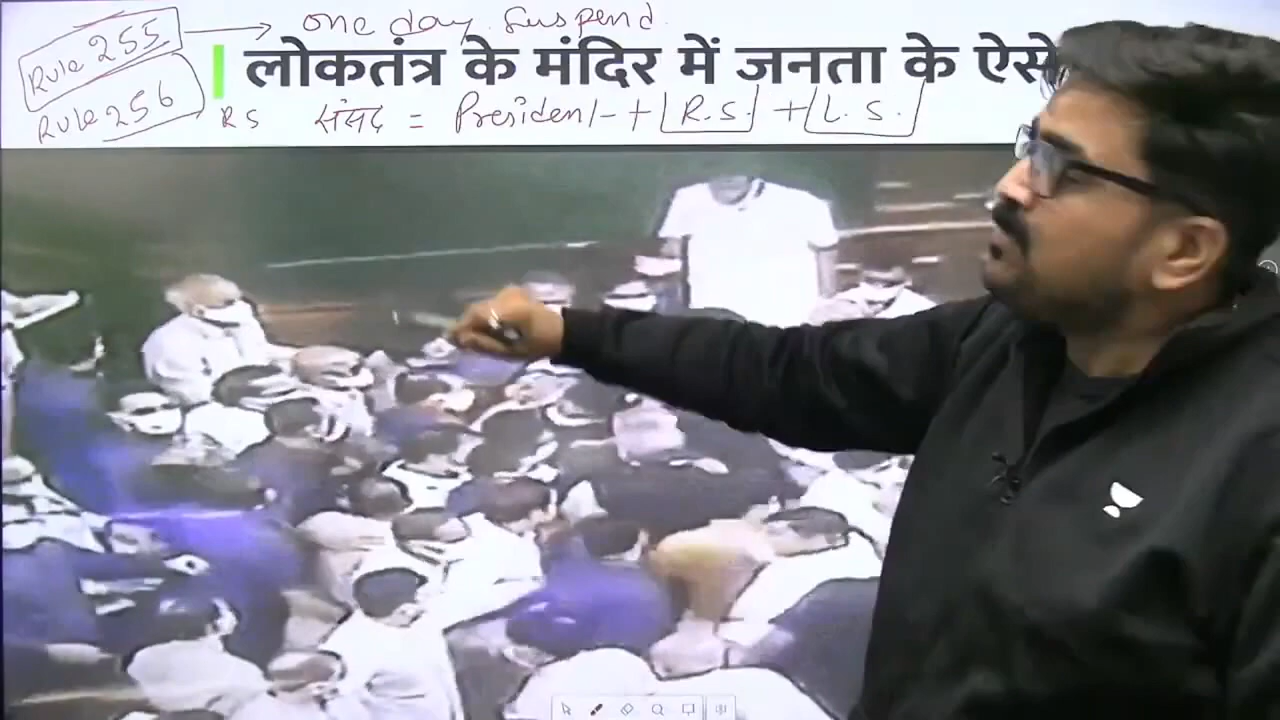 one day suspend
Rule 255
लोकतंत्र के मंदिर में जनता के ऐसे
Rule 256
RS संसद = President + R.S. + L.S.